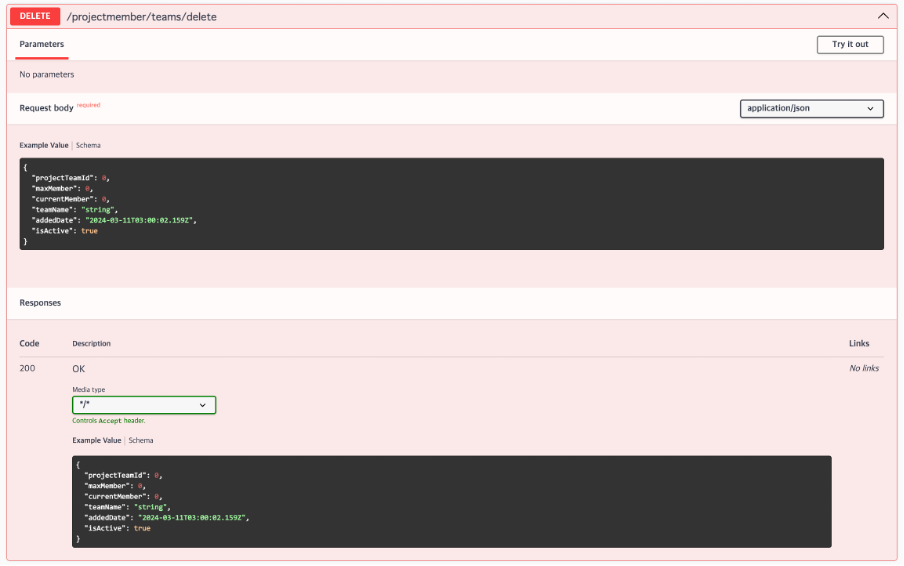 DELETE /projectmember/teams/delete
Parameters
Try it out
No parameters
Request body required
application/json
Example Value | Schema
{
"projectTeamId": 0,
"maxMember": 0,
"currentMember": 0,
"teamName": "string",
"addedDate": "2024-03-11T03:00:02.159Z",
"isActive": true
}
Responses
Code Description Links
200 OK No links
Media type
*/*
Controls Accept header.
Example Value | Schema
{
"projectTeamId": 0,
"maxMember": 0,
"currentMember": 0,
"teamName": "string",
"addedDate": "2024-03-11T03:00:02.159Z",
"isActive": true
}